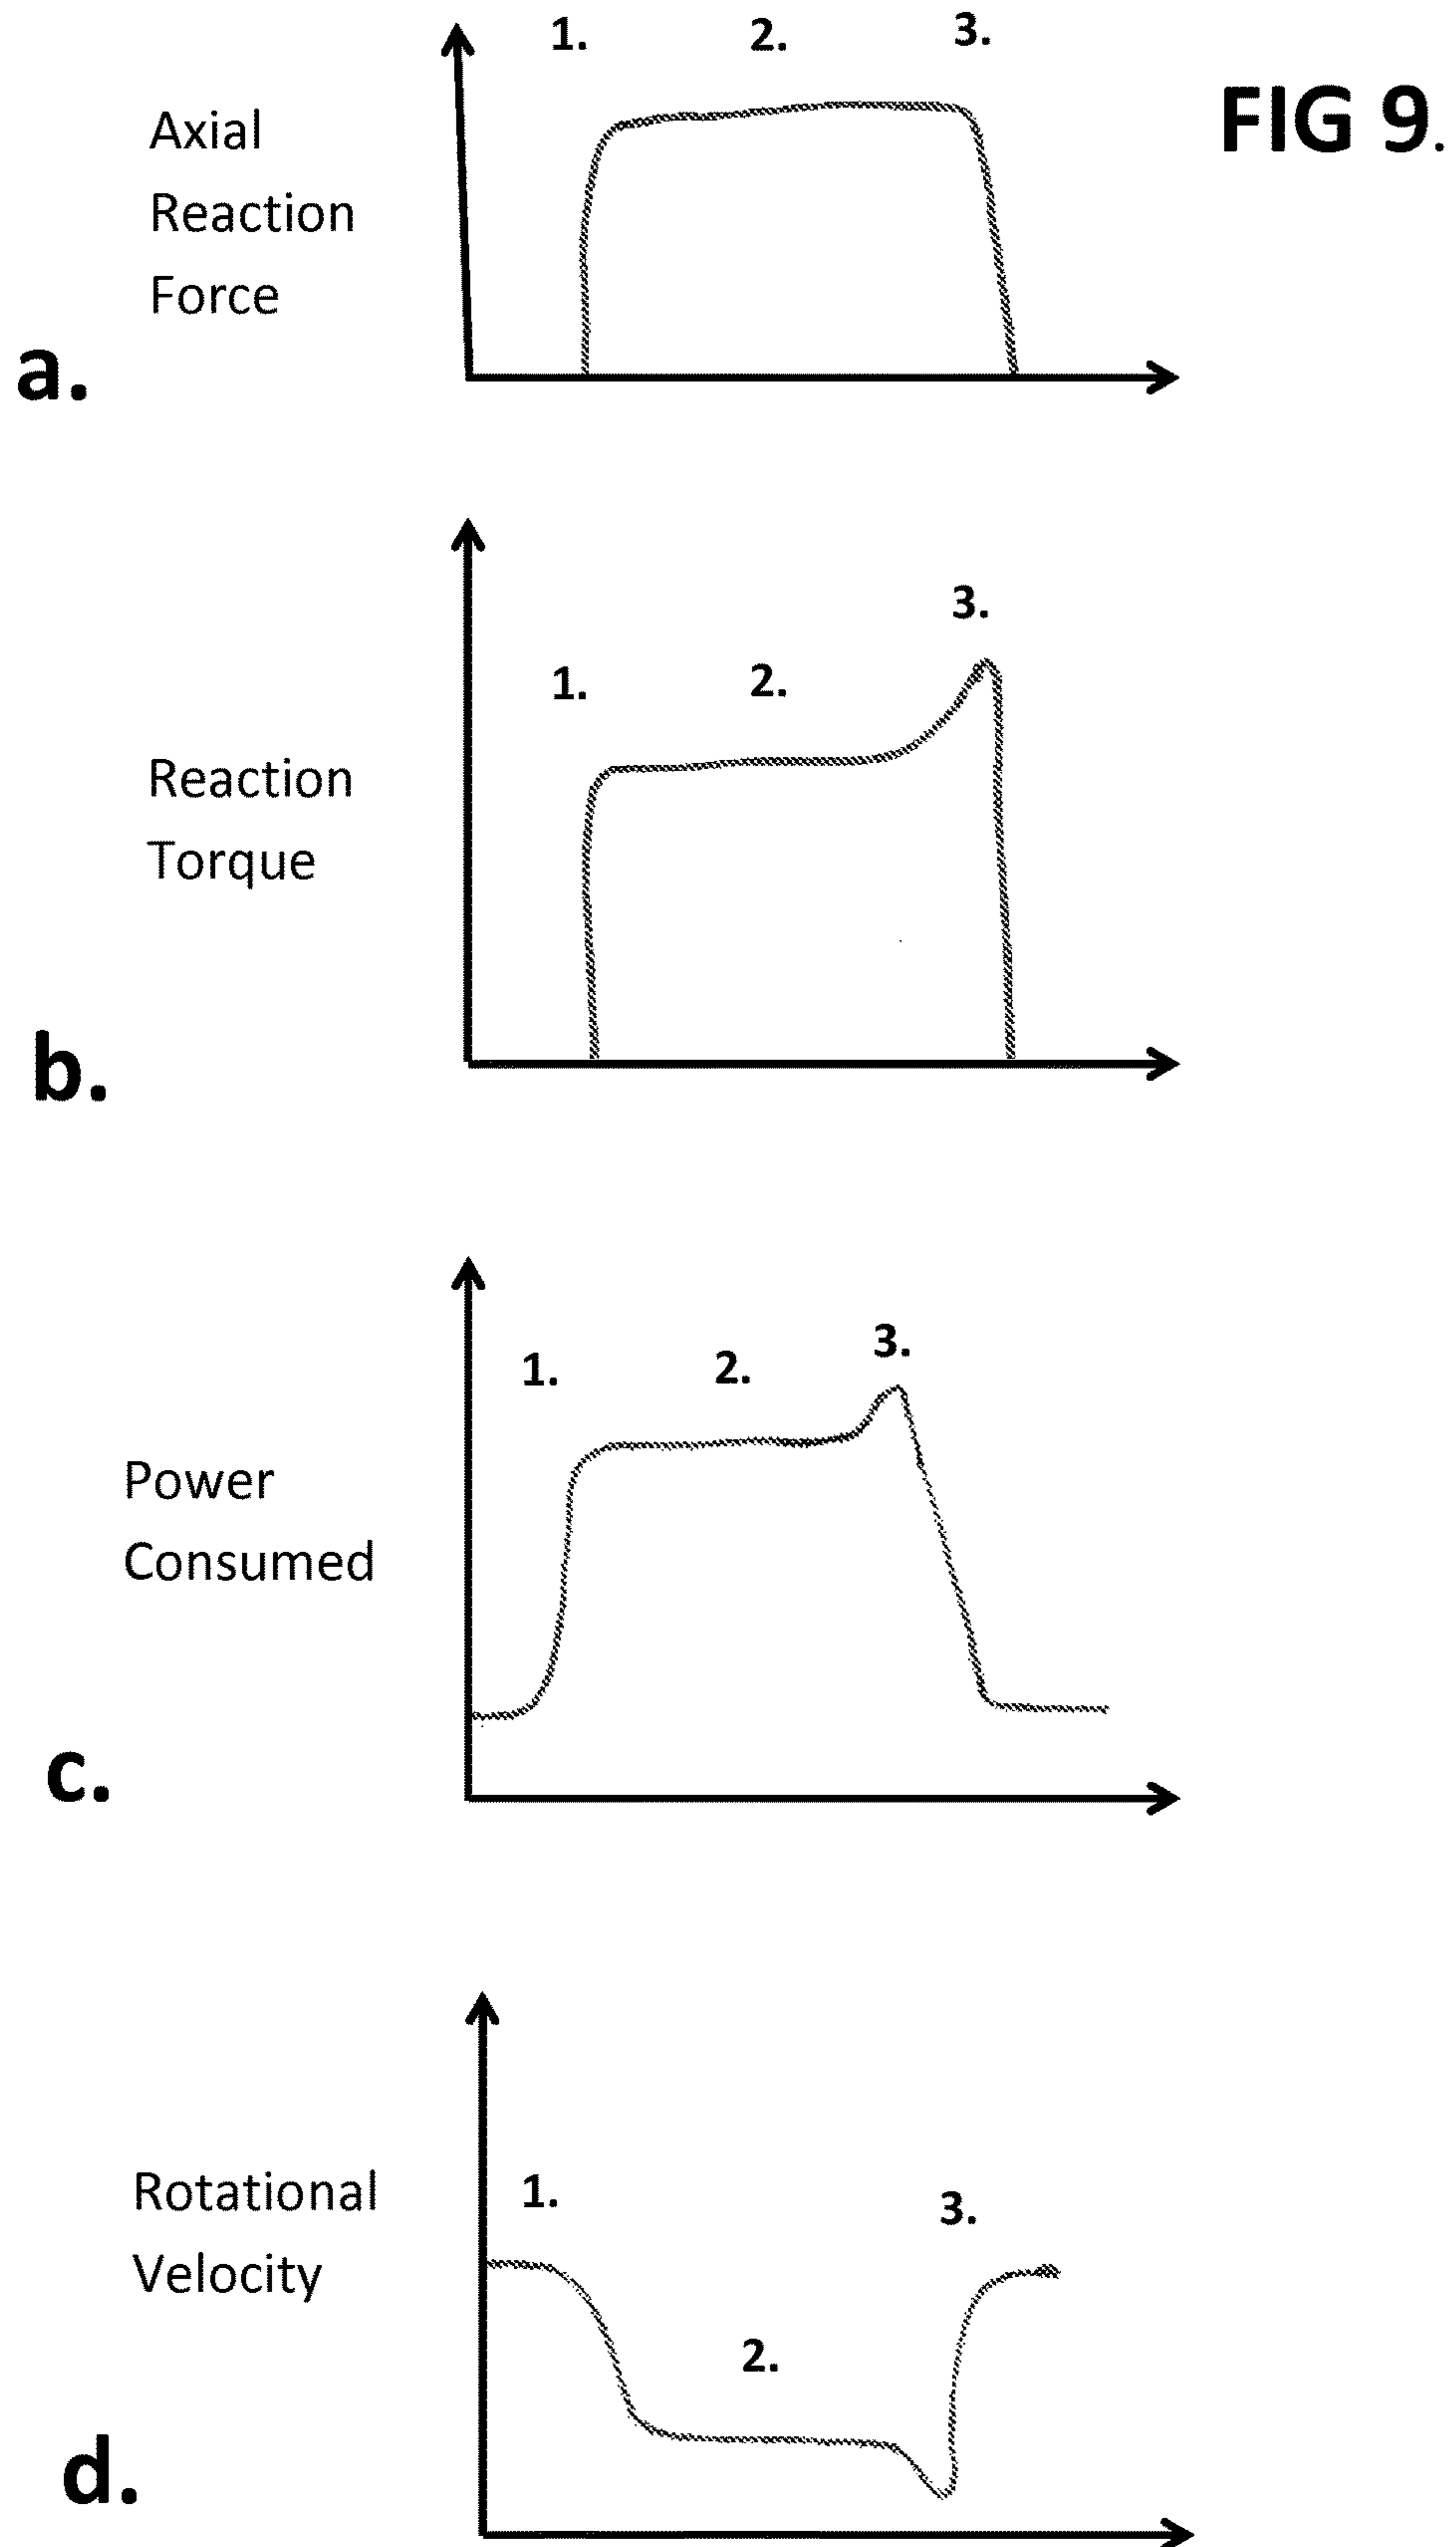 1. 2. 3.
FIG 9.
Axial
Reaction
Force
a.
3.
1. 2.
Reaction
Torque
b.
3.
1. 2.
Power
Consumed
c.
1. 3.
Rotational
Velocity
2.
d.